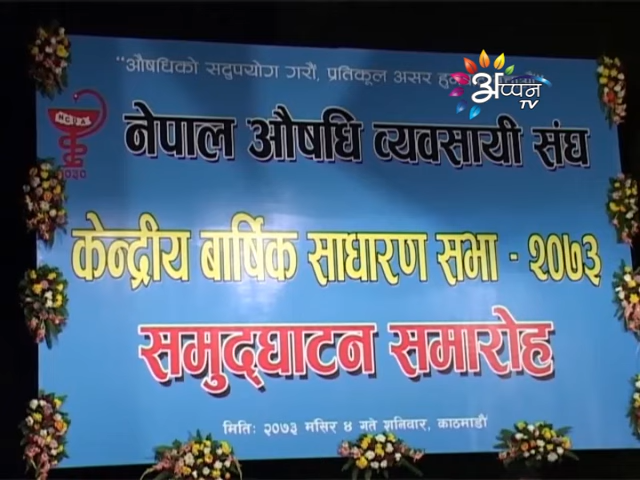 “औषधिको सदुपयोग गरौं, प्रतिकूल असर
अप्पन
TV
नेपाल औषधि व्यवसायी संघ
२०३०
केन्द्रीय बार्षिक साधारण सभा - २०७३
समुद्घाटन समारोह
मितिः २०७३ मसिर ४ गते शनिवार, काठमाडौं